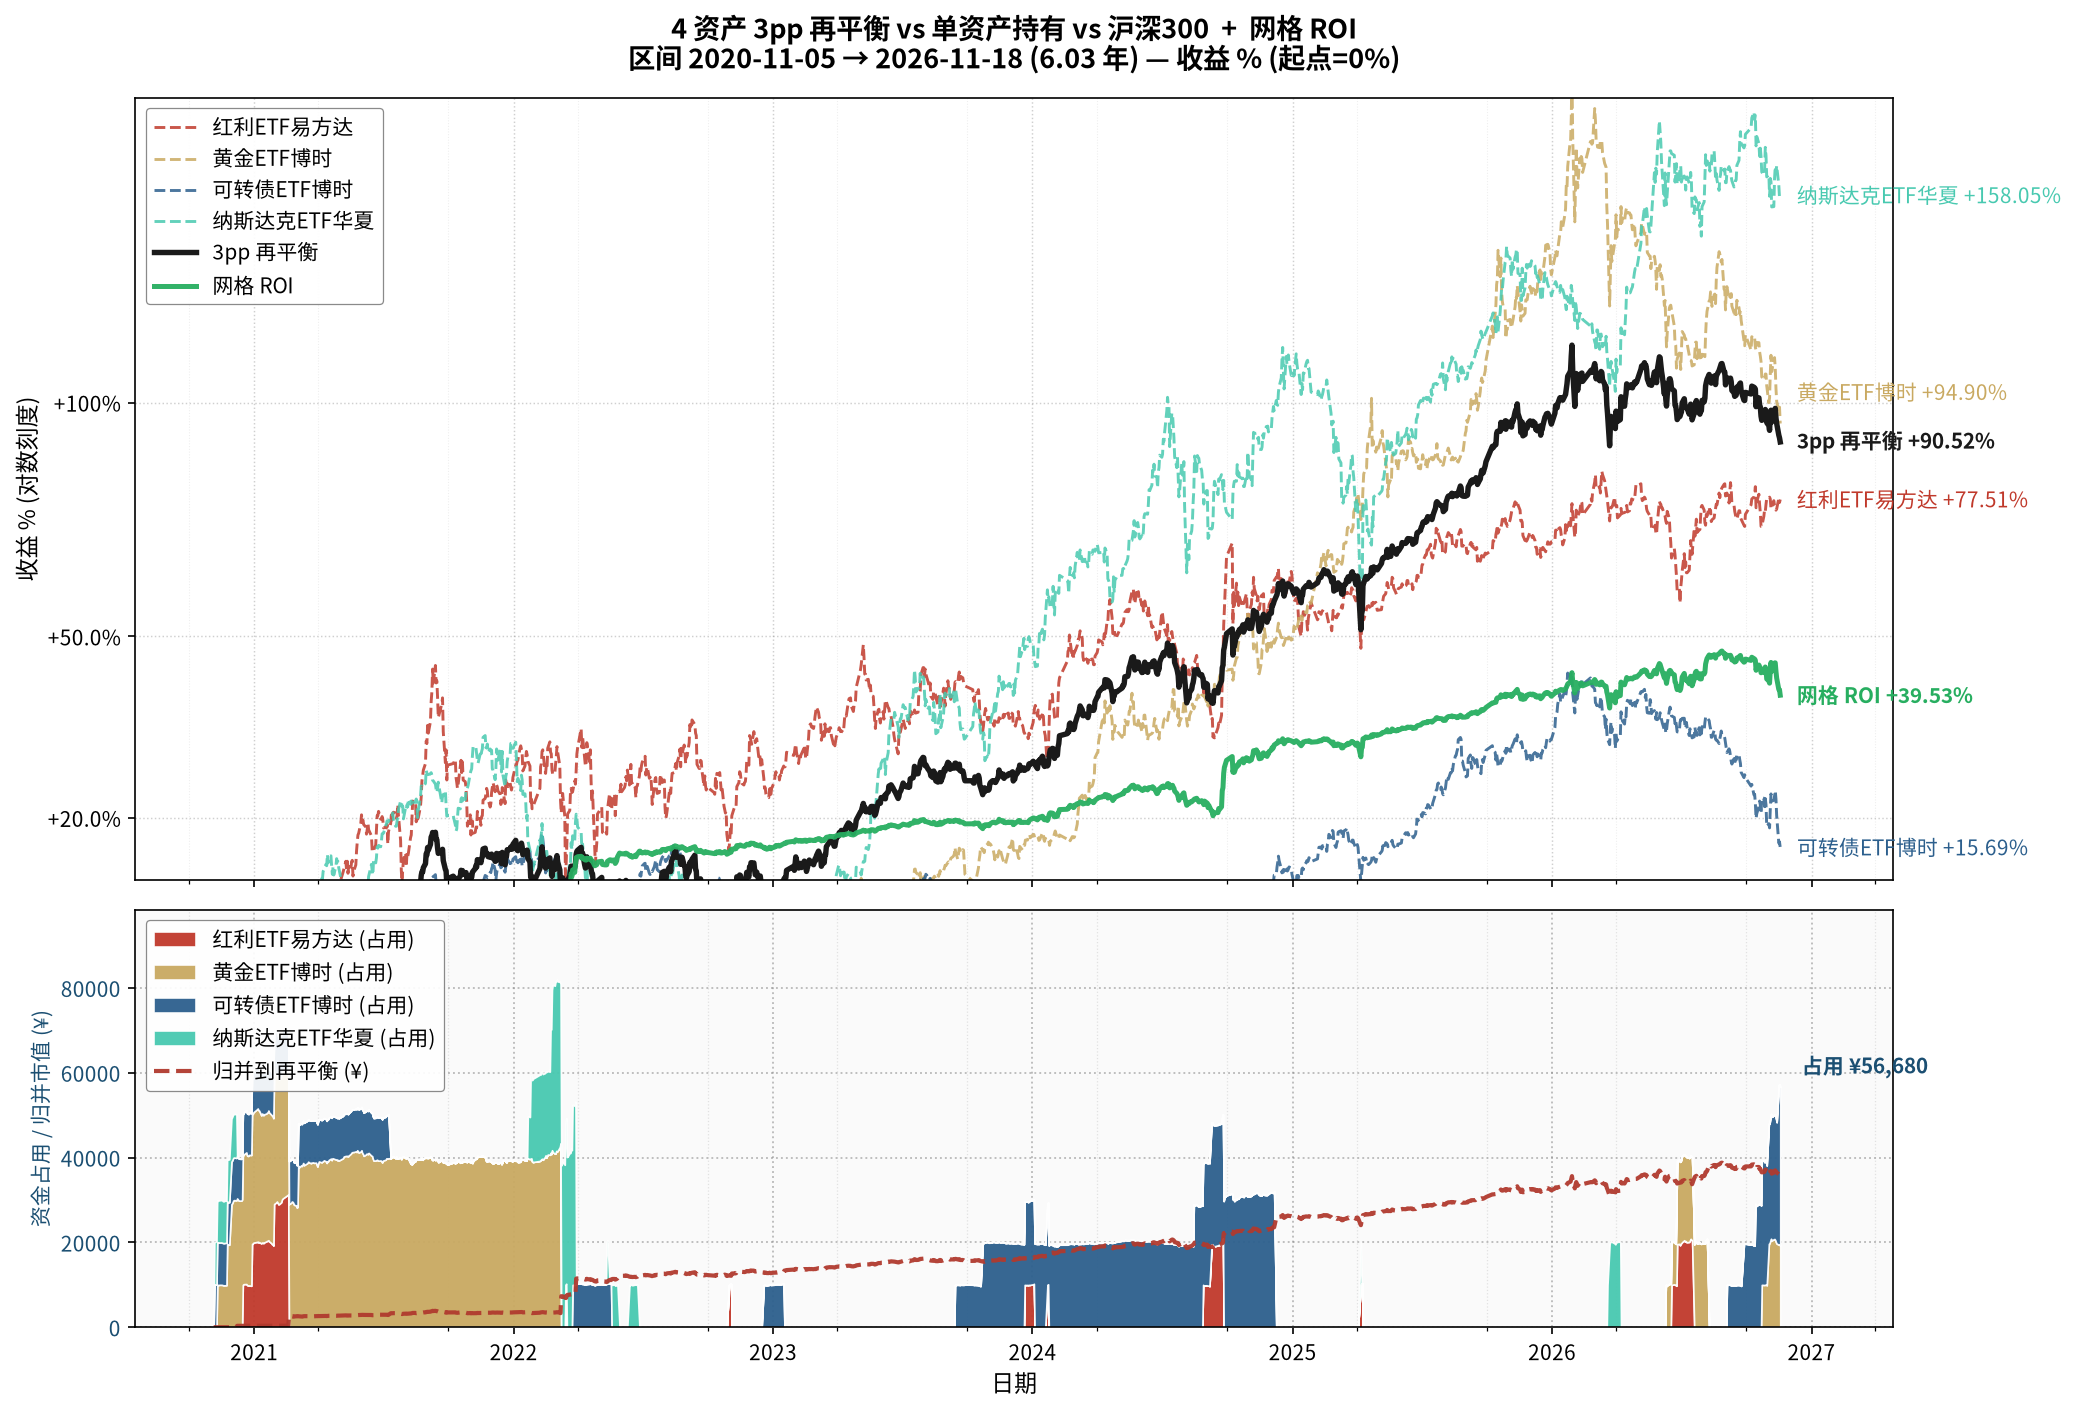 4 资产 3pp 再平衡 vs 单资产持有 vs 沪深300 + 网格 ROI
区间 2020-11-05 → 2026-11-18 (6.03 年) — 收益 % (起点=0%)
红利ETF易方达
黄金ETF博时
可转债ETF博时
纳斯达克ETF华夏
3pp 再平衡
网格 ROI
收益 % (对数刻度)
+100%
+50.0%
+20.0%
纳斯达克ETF华夏 +158.05%
黄金ETF博时 +94.90%
3pp 再平衡 +90.52%
红利ETF易方达 +77.51%
网格 ROI +39.53%
可转债ETF博时 +15.69%
红利ETF易方达 (占用)
黄金ETF博时 (占用)
可转债ETF博时 (占用)
纳斯达克ETF华夏 (占用)
归并到再平衡 (¥)
资金占用 / 归并市值 (¥)
80000
60000
40000
20000
0
占用 ¥56,680
2021
2022
2023
2024
2025
2026
2027
日期